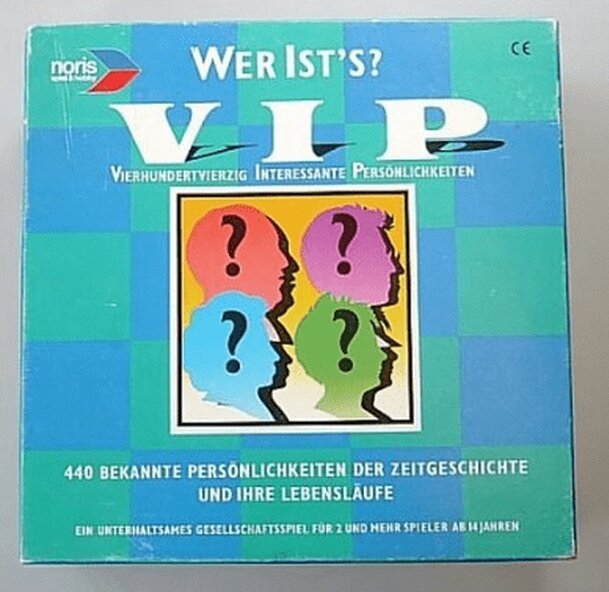 noris
spiel & hobby
WER IST'S?
CE
VIP
VIERHUNDERTVIERZIG INTERESSANTE PERSÖNLICHKEITEN
? ?
? ?
440 BEKANNTE PERSÖNLICHKEITEN DER ZEITGESCHICHTE
UND IHRE LEBENSLÄUFE
EIN UNTERHALTSAMES GESELLSCHAFTSSPIEL FÜR 2 UND MEHR SPIELER AB 14 JAHREN